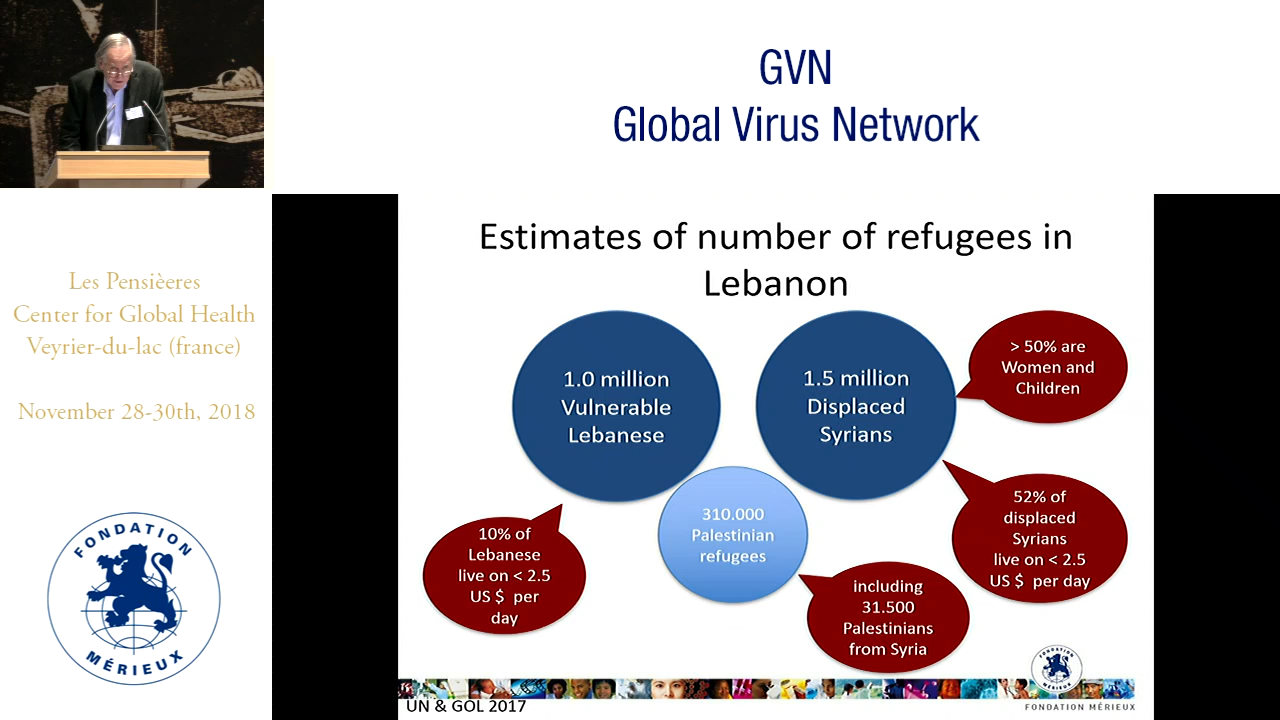 GVN
Global Virus Network
Les Pensièeres
Center for Global Health
Veyrier-du-lac (france)
November 28-30th, 2018
FONDATION
MÉRIEUX
Estimates of number of refugees in
Lebanon
1.0 million
Vulnerable
Lebanese
1.5 million
Displaced
Syrians
> 50% are
Women and
Children
310.000
Palestinian
refugees
10% of
Lebanese
live on < 2.5
US $ per
day
52% of
displaced
Syrians
live on < 2.5
US $ per day
including
31.500
Palestinians
from Syria
UN & GOL 2017
FONDATION
MÉRIEUX
FONDATION MÉRIEUX